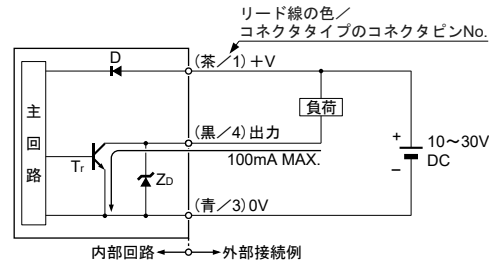 リード線の色／
コネクタタイプのコネクタピンNo.
D
(茶／1)＋V
負荷
主回路
(黒／4)出力
Tr
100mA MAX.
ZD
＋
10〜30V
DC
－
(青／3)0V
内部回路
外部接続例